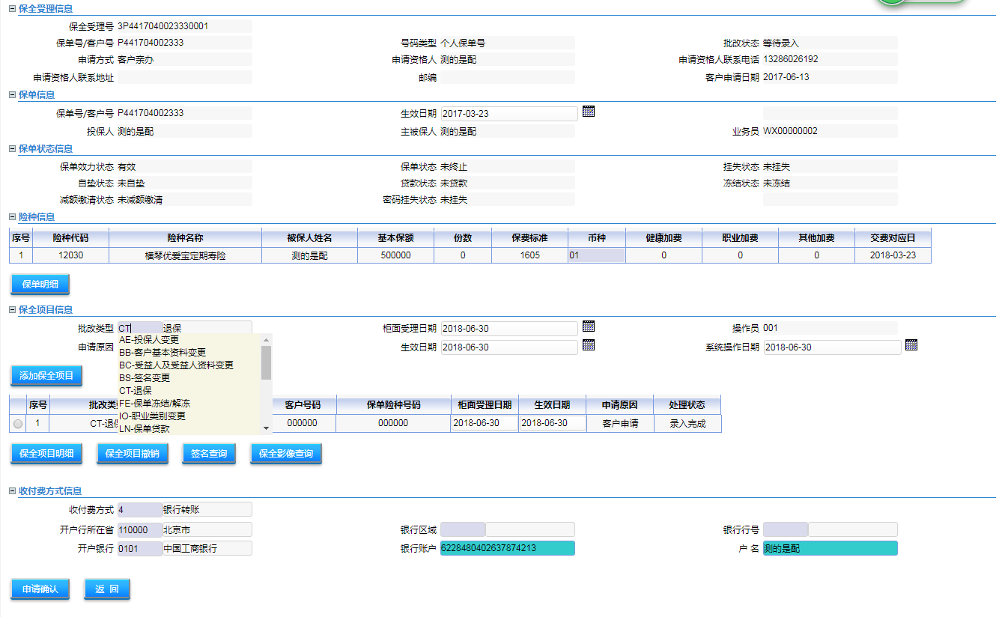 保全受理信息
保全受理号 3P4417040023330001
保单号/客户号 P441704002333 号码类型 个人保单号 批改状态 等待录入
申请方式 客户亲办 申请资格人 测的是配 申请资格人联系电话 13286026192
申请资格人联系地址 邮编 客户申请日期 2017-06-13
保单信息
保单号/客户号 P441704002333 生效日期 2017-03-23
投保人 测的是配 主被保人 测的是配 业务员 WX00000002
保单状态信息
保单效力状态 有效 保单状态 未终止 挂失状态 未挂失
自垫状态 未自垫 贷款状态 未贷款 冻结状态 未冻结
减额缴清状态 未减额缴清 密码挂失状态 未挂失
险种信息
序号 险种代码 险种名称 被保人姓名 基本保额 份数 保费标准 币种 健康加费 职业加费 其他加费 交费对应日
1 12030 横琴优爱宝定期寿险 测的是配 500000 0 1605 01 0 0 0 2018-03-23
保单明细
保全项目信息
批改类型 CT 退保 柜面受理日期 2018-06-30 操作员 001
申请原因 生效日期 2018-06-30 系统操作日期 2018-06-30
AE-投保人变更
BB-客户基本资料变更
BC-受益人及受益人资料变更
BS-签名变更
CT-退保
FE-保单冻结/解冻
IO-职业类别变更
LN-保单贷款
添加保全项目
序号 批改类 客户号码 保单险种号码 柜面受理日期 生效日期 申请原因 处理状态
1 CT-退保 000000 000000 2018-06-30 2018-06-30 客户申请 录入完成
保全项目明细 保全项目撤销 签名查询 保全影像查询
收付费方式信息
收付费方式 4 银行转账
开户行所在省 110000 北京市 银行区域 银行行号
开户银行 0101 中国工商银行 银行账户 6228480402637874213 户 名 测的是配
申请确认 返 回